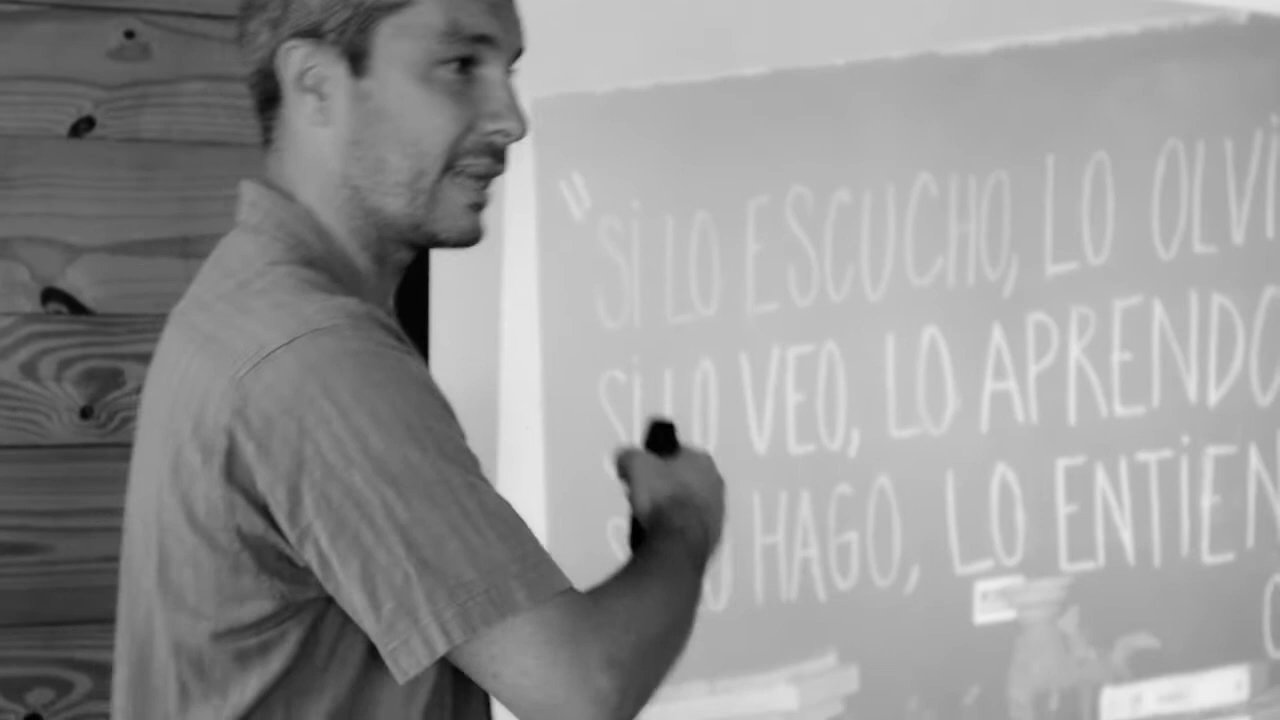 "Si LO ESCUCHO, LO OLVi
Si LO VEO, LO APRENDO
HAGO, LO ENTiEN